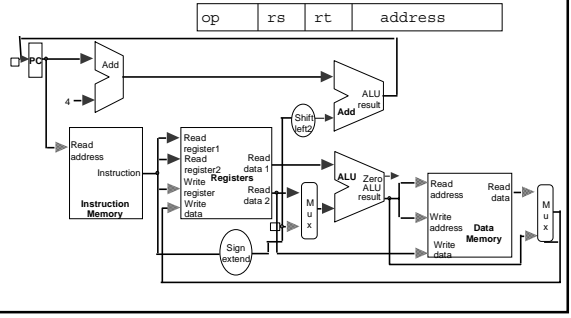 op rs rt address
PC
Add
4
Read
address
Instruction
Instruction
Memory
Read
register1
Read
register2
Write
register
Write
data
Registers
Read
data 1
Read
data 2
Sign
extend
Shift
left2
Add
ALU
result
M
u
x
ALU
Zero
ALU
result
Read
address
Write
address
Write
data
Read
data
Data
Memory
M
u
x